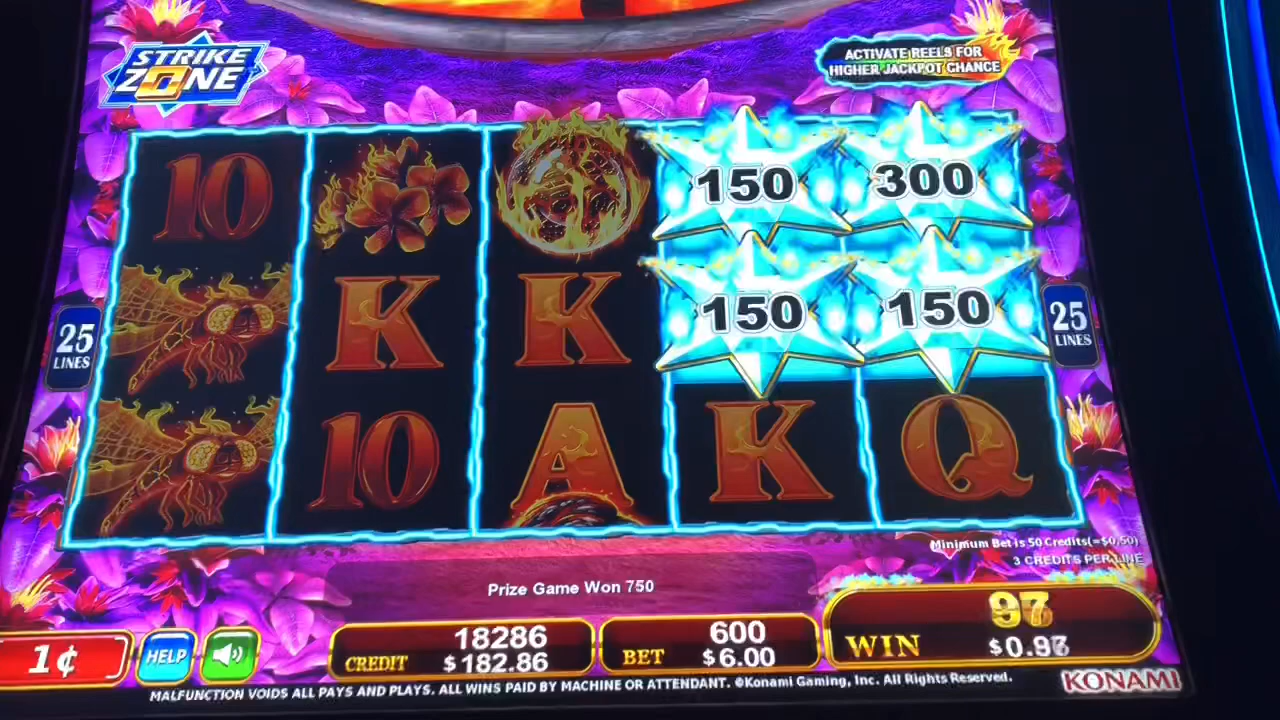 STRIKE
ZONE
ACTIVATE REELS FOR
HIGHER JACKPOT CHANCE
10
150
300
K
K
150
150
25
LINES
25
LINES
10
A
K
Q
Minimum Bet is 50 Credits(=$0.50)
3 CREDITS PER LINE
Prize Game Won 750
1¢
HELP
CREDIT
18286
$182.86
BET
600
$6.00
WIN
97
MALFUNCTION VOIDS ALL PAYS AND PLAYS. ALL WINS PAID BY MACHINE OR ATTENDANT. ©Konami Gaming, Inc. All Rights Reserved.
KONAMI